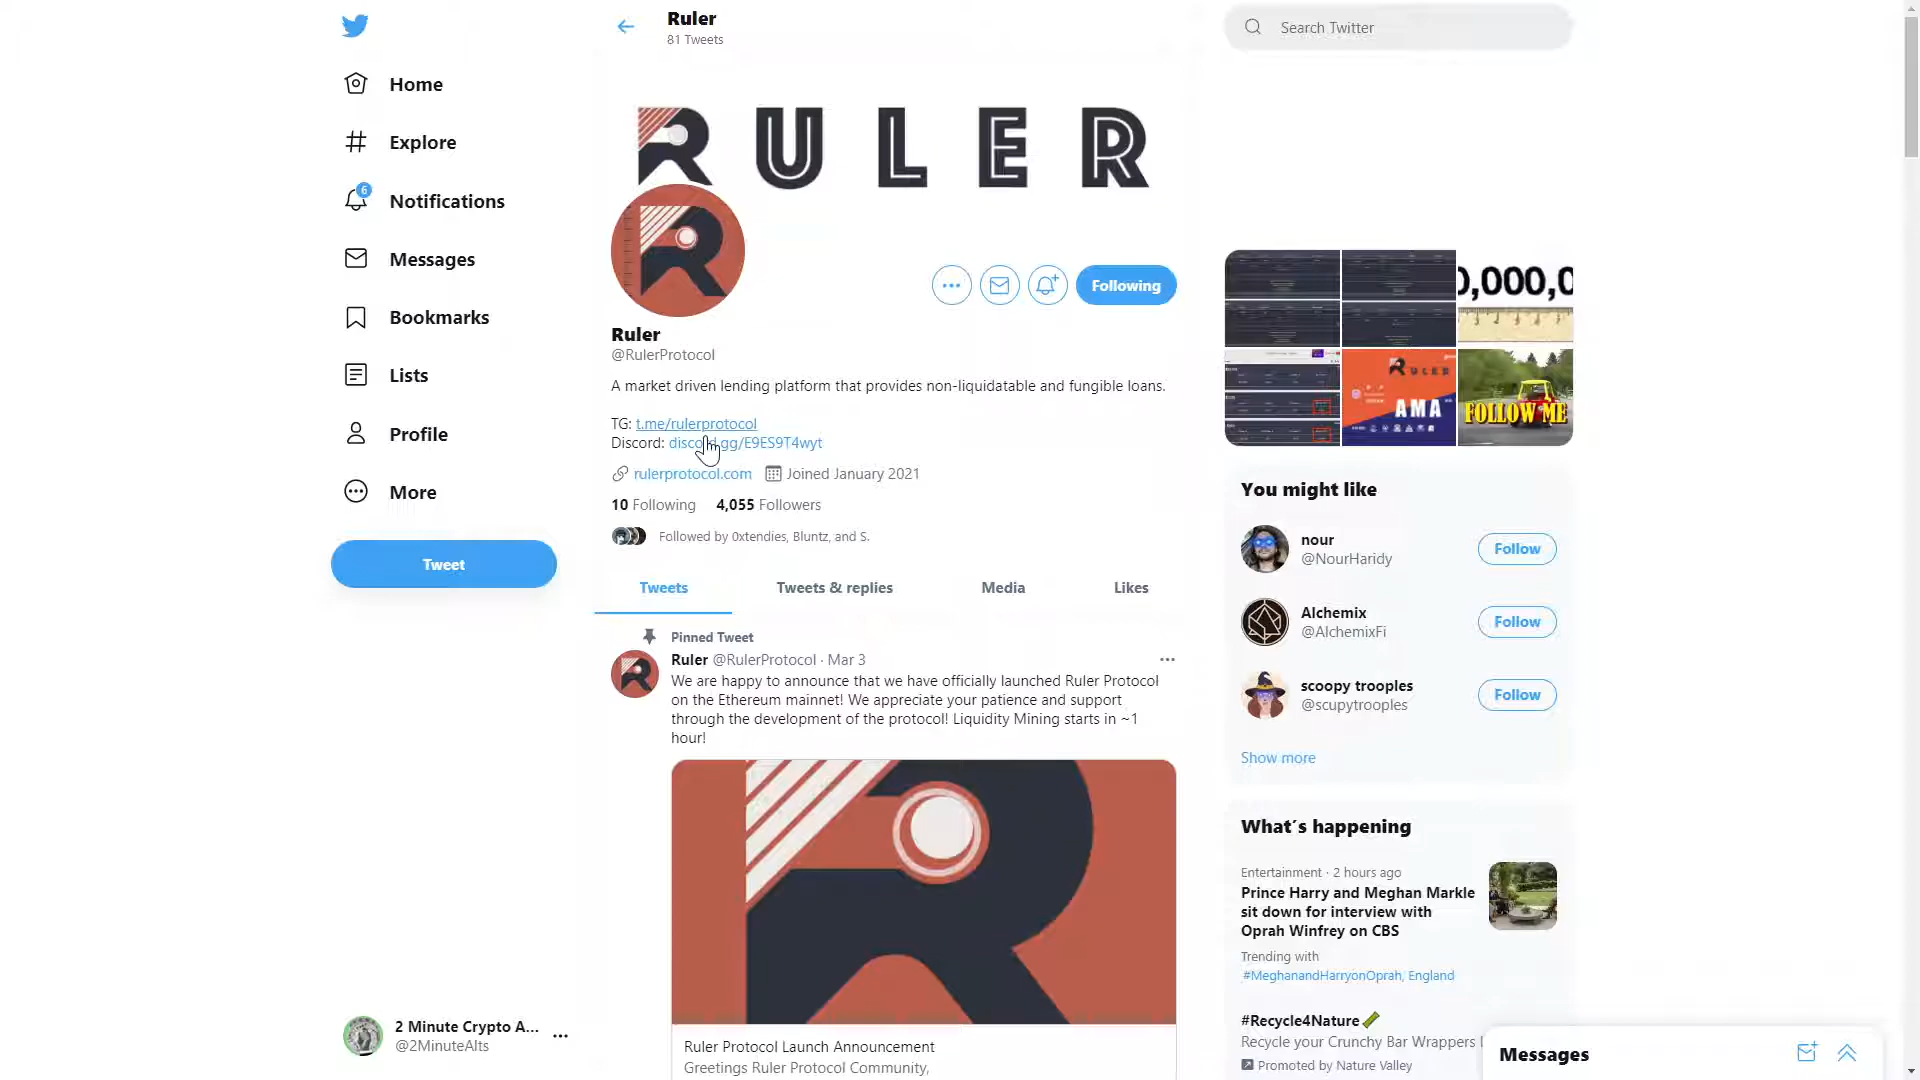 Home
Explore
6
Notifications
Messages
Bookmarks
Lists
Profile
More
Tweet
2 Minute Crypto A...
@2MinuteAlts
Ruler
81 Tweets
RULER
Following
Ruler
@RulerProtocol
A market driven lending platform that provides non-liquidatable and fungible loans.
TG: t.me/rulerprotocol
Discord: discord.gg/E9ES9T4wyt
rulerprotocol.com Joined January 2021
10 Following 4,055 Followers
Followed by 0xtendies, Bluntz, and S.
Tweets Tweets & replies Media Likes
Pinned Tweet
Ruler @RulerProtocol · Mar 3
We are happy to announce that we have officially launched Ruler Protocol
on the Ethereum mainnet! We appreciate your patience and support
through the development of the protocol! Liquidity Mining starts in ~1
hour!
Ruler Protocol Launch Announcement
Greetings Ruler Protocol Community,
Search Twitter
0,000,0
RULER
AMA
FOLLOW ME
You might like
nour
@NourHaridy
Follow
Alchemix
@AlchemixFi
Follow
scoopy trooples
@scupytrooples
Follow
Show more
What's happening
Entertainment · 2 hours ago
Prince Harry and Meghan Markle
sit down for interview with
Oprah Winfrey on CBS
Trending with
#MeghanandHarryonOprah, England
#Recycle4Nature
Recycle your Crunchy Bar Wrappers
Promoted by Nature Valley
Messages